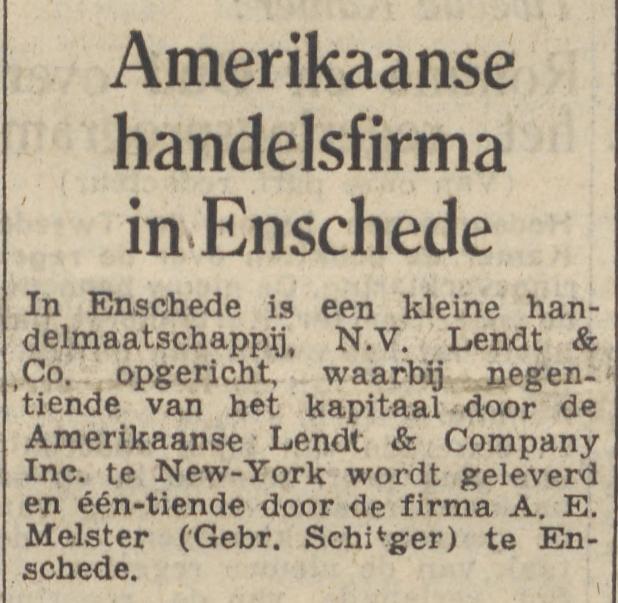 Amerikaanse
handelsfirma
in Enschede
In Enschede is een kleine han-
delmaatschappij, N.V. Lendt &
Co. opgericht, waarbij negen-
tiende van het kapitaal door de
Amerikaanse Lendt & Company
Inc. te New-York wordt geleverd
en één-tiende door de firma A. E.
Melster (Gebr. Schitger) te En-
schede.